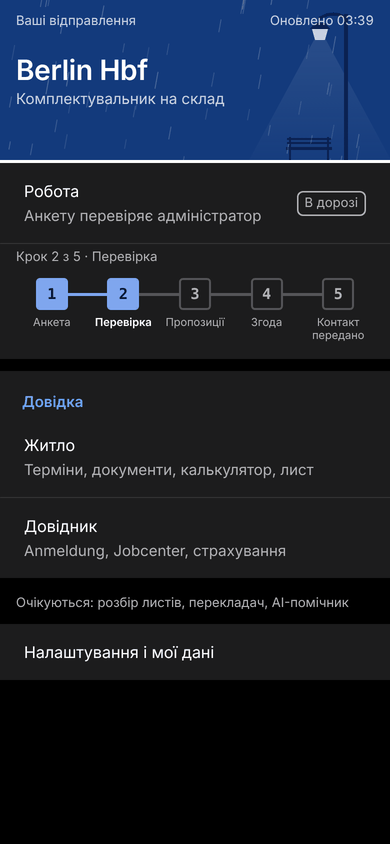 Ваші відправлення
Оновлено 03:39
Berlin Hbf
Комплектувальник на склад
Робота
Анкету перевіряє адміністратор
В дорозі
Крок 2 з 5 · Перевірка
1 2 3 4 5
Анкета Перевірка Пропозиції Згода Контакт передано
Довідка
Житло
Терміни, документи, калькулятор, лист
Довідник
Anmeldung, Jobcenter, страхування
Очікуються: розбір листів, перекладач, AI-помічник
Налаштування і мої дані